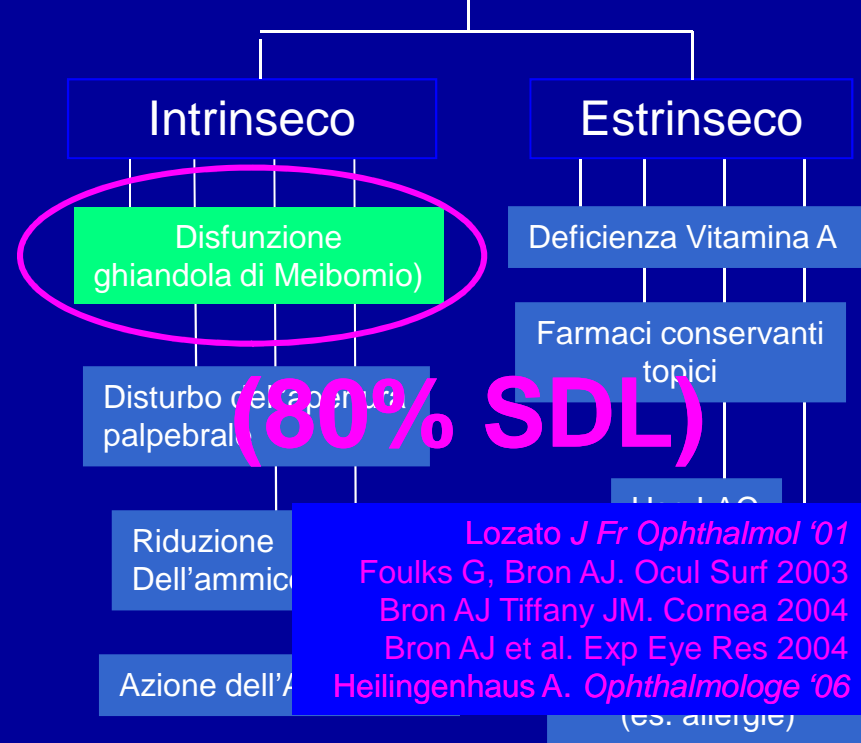 Intrinseco
Estrinseco
Disfunzione
ghiandola di Meibomio)
Deficienza Vitamina A
Farmaci conservanti
topici
Disturbo dell'apertura
palpebrale
(80% SDL)
Riduzione
Azione
Lozato J Fr Ophthalmol ‘01
Foulks G, Bron AJ. Ocul Surf 2003
Bron AJ Tiffany JM. Cornea 2004
Bron AJ et al. Exp Eye Res 2004
Heilingenhaus A. Ophthalmologe ‘06
(es. allergie)